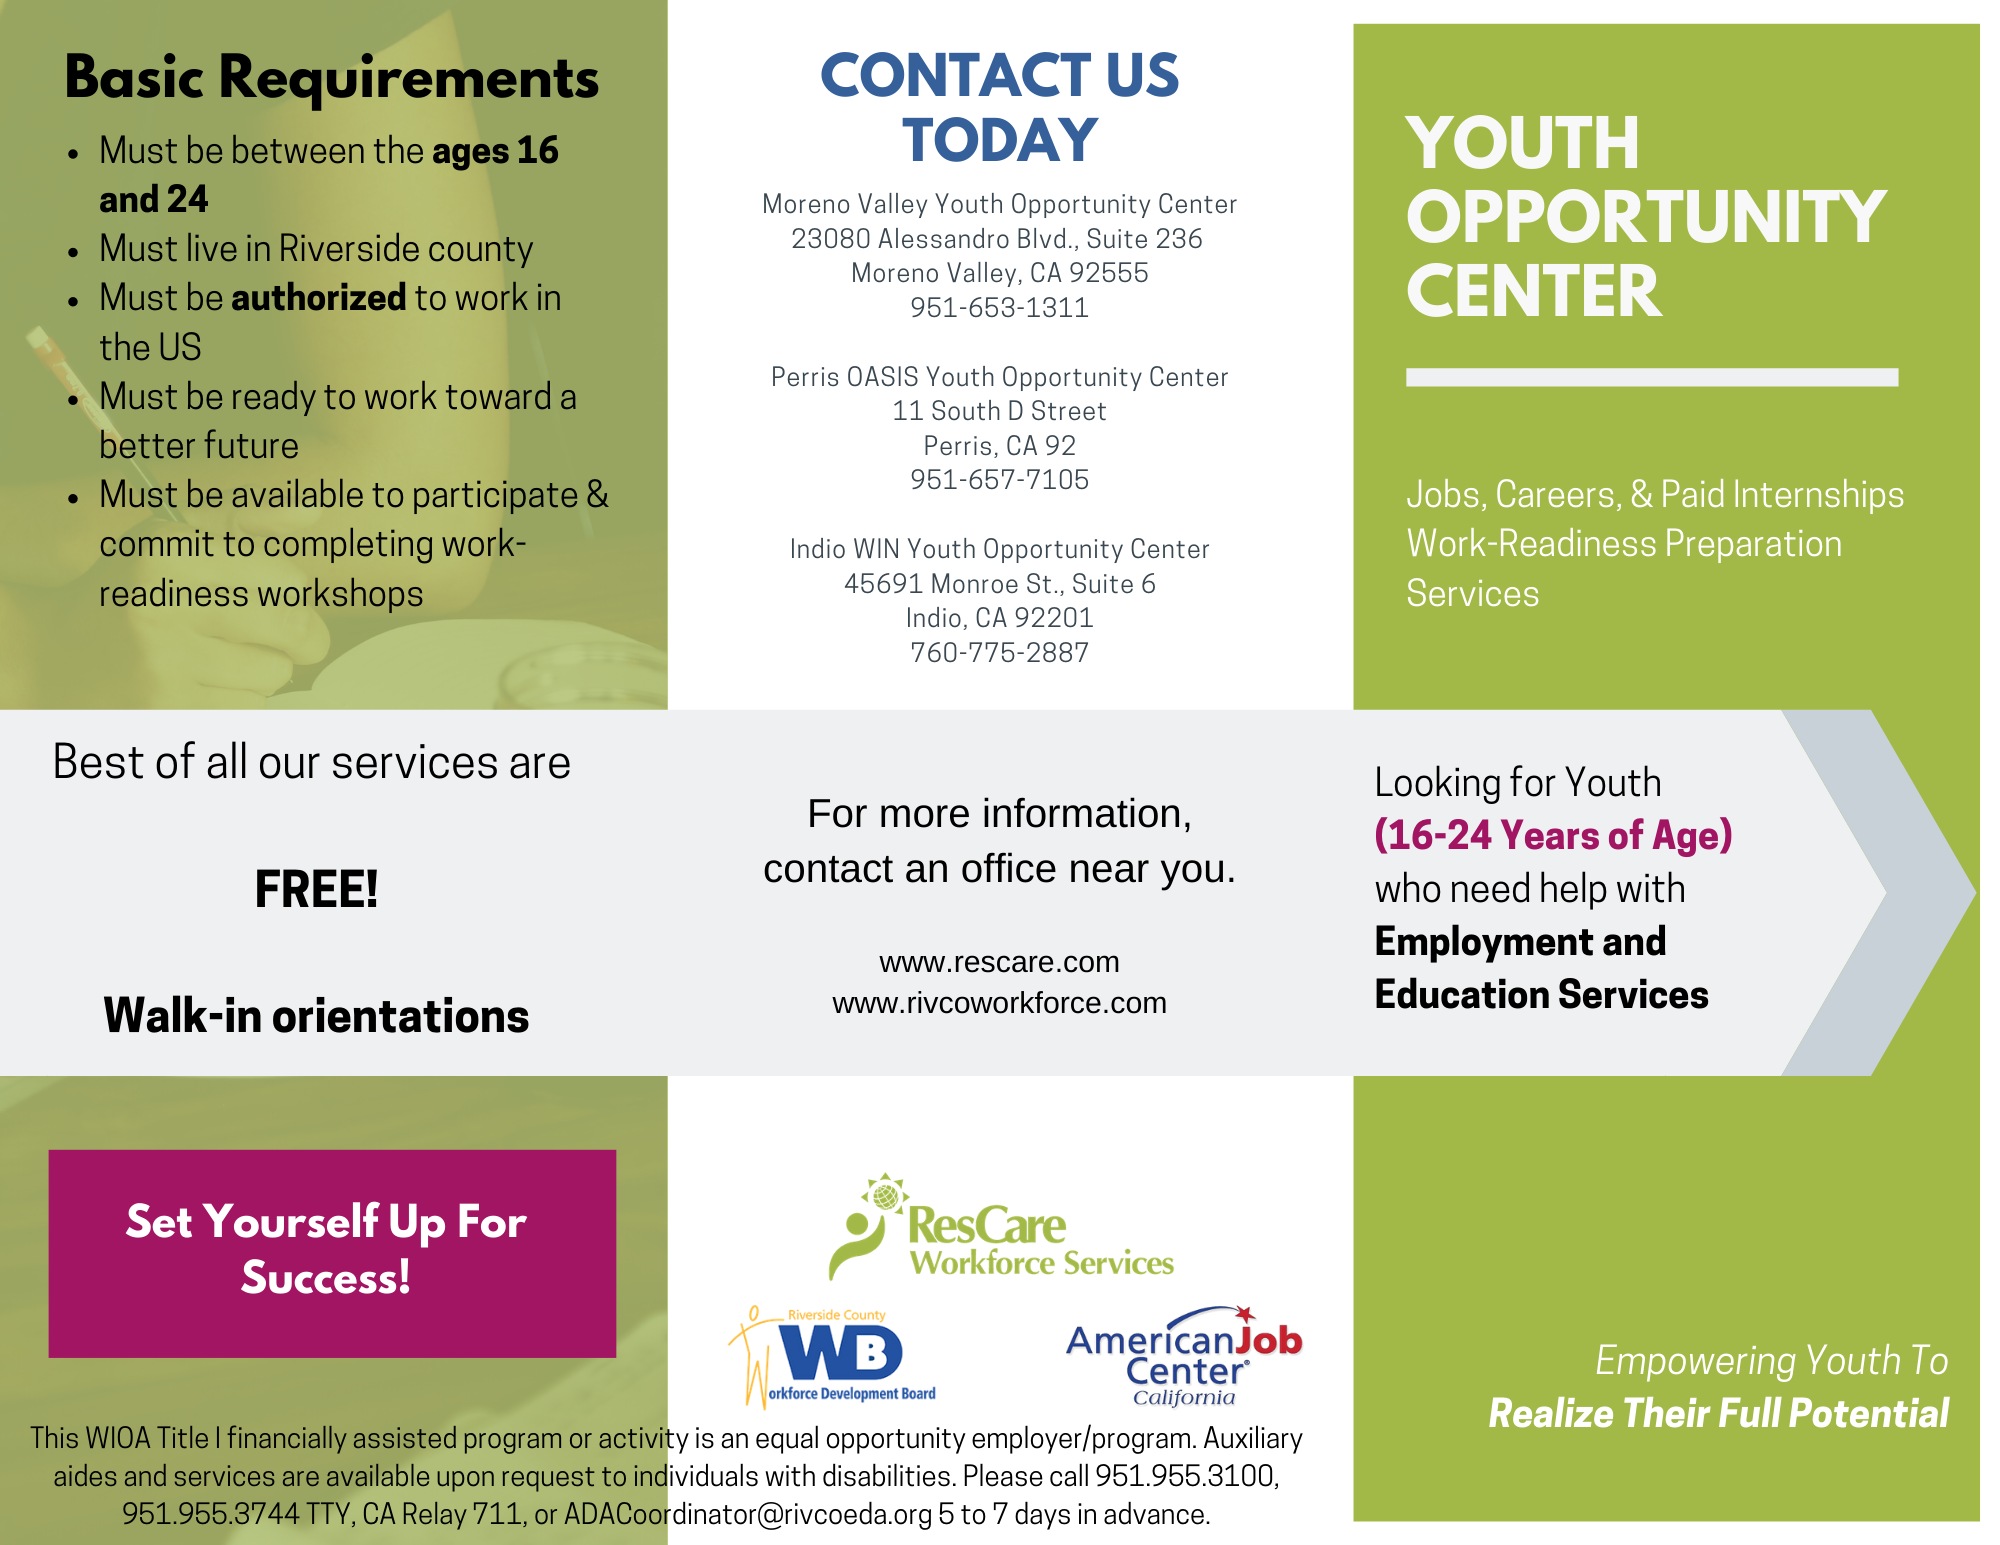 Basic Requirements
• Must be between the ages 16
and 24
• Must live in Riverside county
• Must be authorized to work in
the US
• Must be ready to work toward a
better future
• Must be available to participate &
commit to completing work-
readiness workshops
Best of all our services are
FREE!
Walk-in orientations
Set Yourself Up For
Success!
CONTACT US
TODAY
Moreno Valley Youth Opportunity Center
23080 Alessandro Blvd., Suite 236
Moreno Valley, CA 92555
951-653-1311
Perris OASIS Youth Opportunity Center
11 South D Street
Perris, CA 92
951-657-7105
Indio WIN Youth Opportunity Center
45691 Monroe St., Suite 6
Indio, CA 92201
760-775-2887
For more information,
contact an office near you.
www.rescare.com
www.rivcoworkforce.com
ResCare
Workforce Services
Riverside County
WDB
Workforce Development Board
AmericanJob
Center®
California
This WIOA Title I financially assisted program or activity is an equal opportunity employer/program. Auxiliary
aides and services are available upon request to individuals with disabilities. Please call 951.955.3100,
951.955.3744 TTY, CA Relay 711, or ADACoordinator@rivcoeda.org 5 to 7 days in advance.
YOUTH
OPPORTUNITY
CENTER
Jobs, Careers, & Paid Internships
Work-Readiness Preparation
Services
Looking for Youth
(16-24 Years of Age)
who need help with
Employment and
Education Services
Empowering Youth To
Realize Their Full Potential